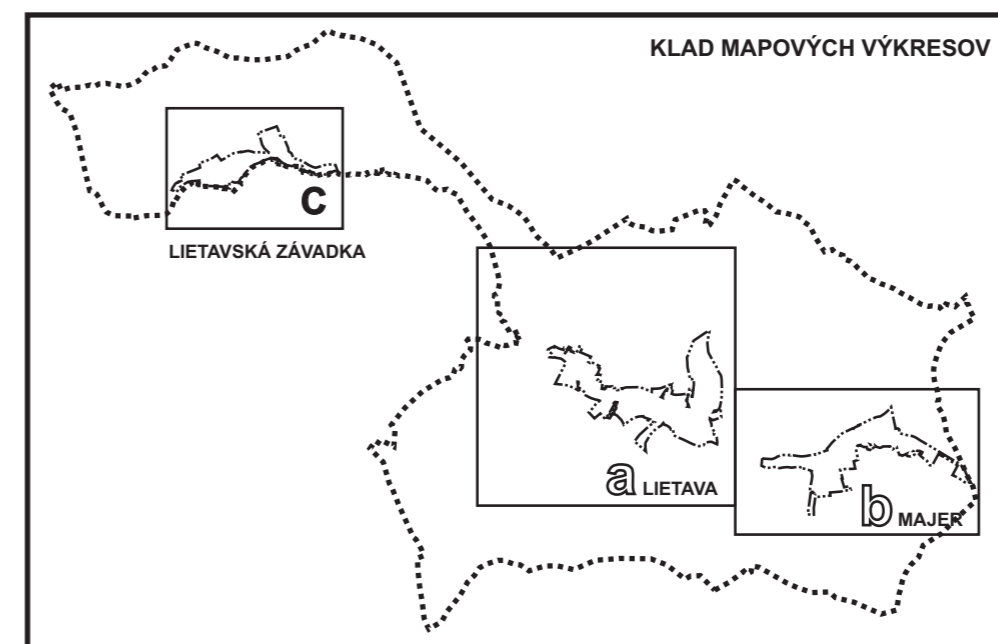 KLAD MAPOVÝCH VÝKRESOV
c
LIETAVSKÁ ZÁVADKA
a LIETAVA
b MAJER